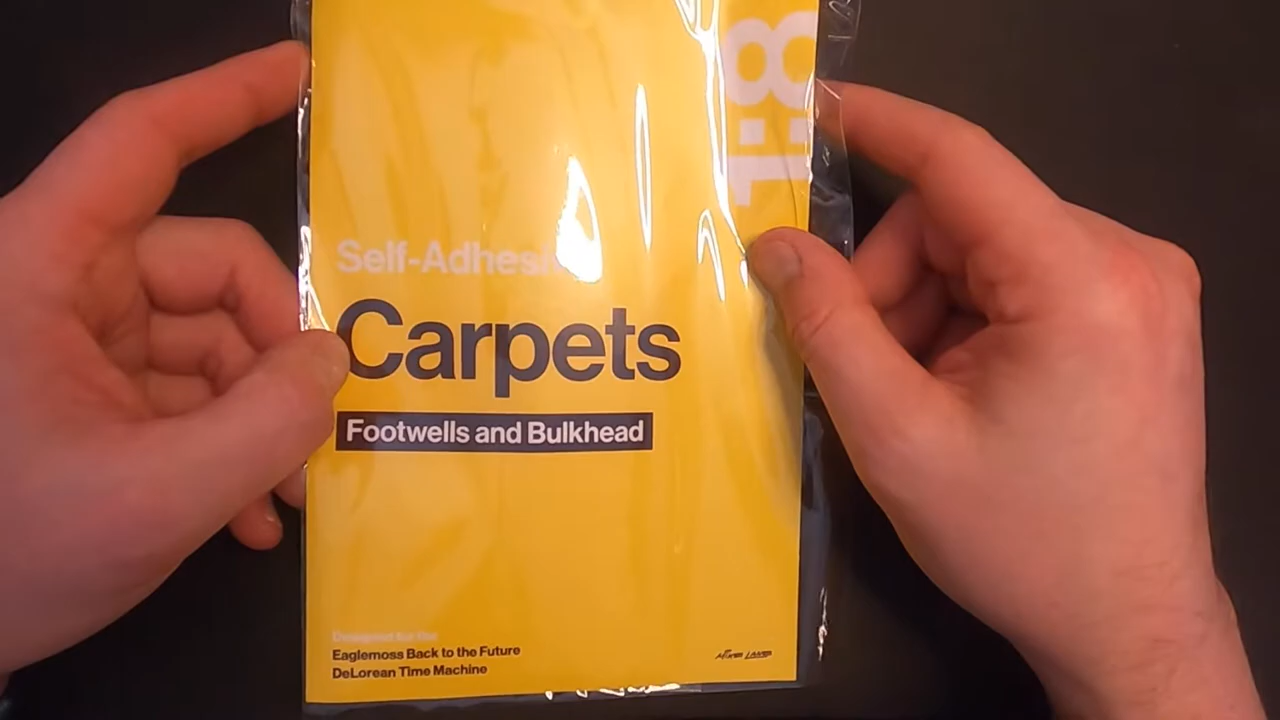 1:8
Self-Adhesi
Carpets
Footwells and Bulkhead
Designed for the
Eaglemoss Back to the Future
DeLorean Time Machine